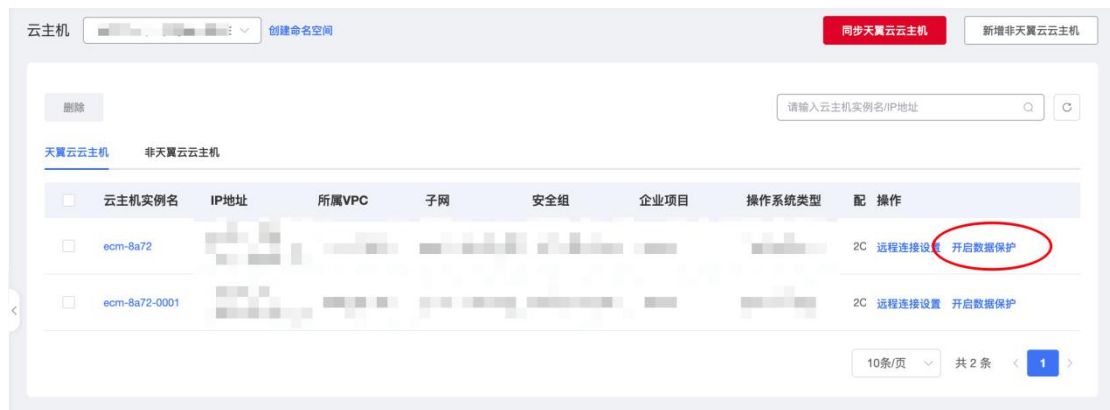 云主机 创建命名空间 同步天翼云云主机 新增非天翼云云主机
删除 请输入云主机实例名/IP地址
天翼云云主机 非天翼云云主机
云主机实例名 IP地址 所属VPC 子网 安全组 企业项目 操作系统类型 配 操作
ecm-8a72 2C 远程连接设置 开启数据保护
ecm-8a72-0001 2C 远程连接设置 开启数据保护
10条/页 共 2 条 1